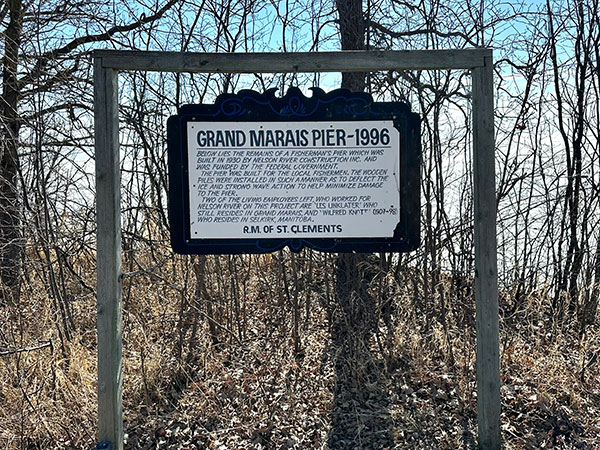 GRAND MARAIS PIER-1996
BELOW LIES THE REMAINS OF A FISHERMAN'S PIER WHICH WAS
BUILT IN 1930 BY NELSON RIVER CONSTRUCTION INC. AND
WAS FUNDED BY THE FEDERAL GOVERNMENT.
THE PIER WAS BUILT FOR THE LOCAL FISHERMEN. THE WOODEN
PILES WERE INSTALLED IN SUCH A MANNER AS TO DEFLECT THE
ICE AND STRONG WAVE ACTION TO HELP MINIMIZE DAMAGE
TO THE PIER.
TWO OF THE LIVING EMPLOYEES LEFT, WHO WORKED FOR
NELSON RIVER ON THIS PROJECT ARE 'LES LINKLATER' WHO
STILL RESIDES IN GRAND MARAIS AND 'WILFRED KNOTT'
WHO RESIDES IN SELKIRK, MANITOBA.
R.M. OF ST. CLEMENTS